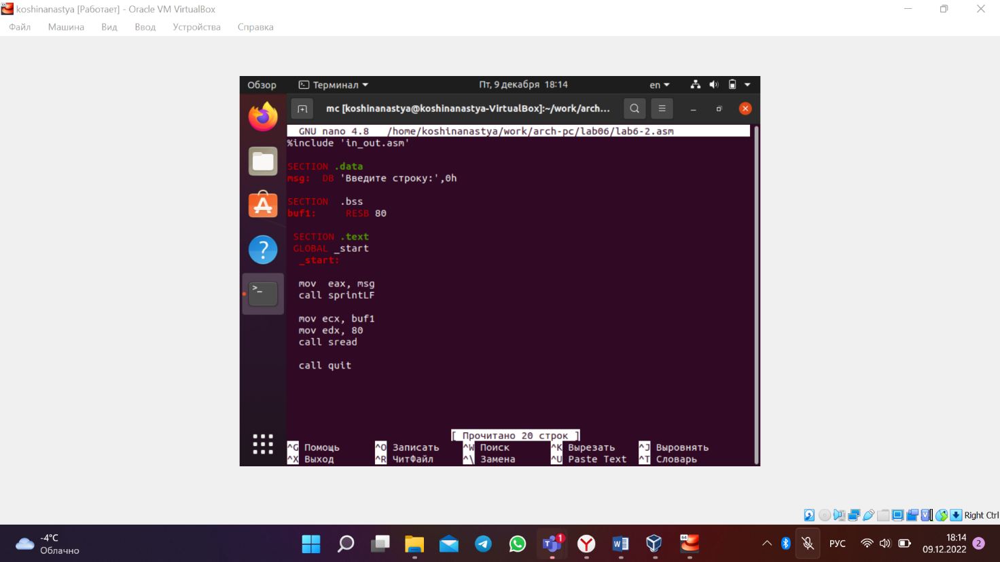 koshinanastya [Работает] - Oracle VM VirtualBox
Файл Машина Вид Ввод Устройства Справка
Обзор Терминал Пт, 9 декабря 18:14 en
mc [koshinanastya@koshinanastya-VirtualBox]:~/work/arch...
GNU nano 4.8 /home/koshinanastya/work/arch-pc/lab06/lab6-2.asm
%include 'in_out.asm'
SECTION .data
msg: DB 'Введите строку:',0h
SECTION .bss
buf1: RESB 80
SECTION .text
GLOBAL _start
_start:
mov eax, msg
call sprintLF
mov ecx, buf1
mov edx, 80
call sread
call quit
[ Прочитано 20 строк ]
^G Помощь ^O Записать ^W Поиск ^K Вырезать ^J Выровнять
^X Выход ^R ЧитФайл ^\ Замена ^U Paste Text ^T Словарь
Right Ctrl
-4°C
Облачно
1
РУС
18:14
09.12.2022
2